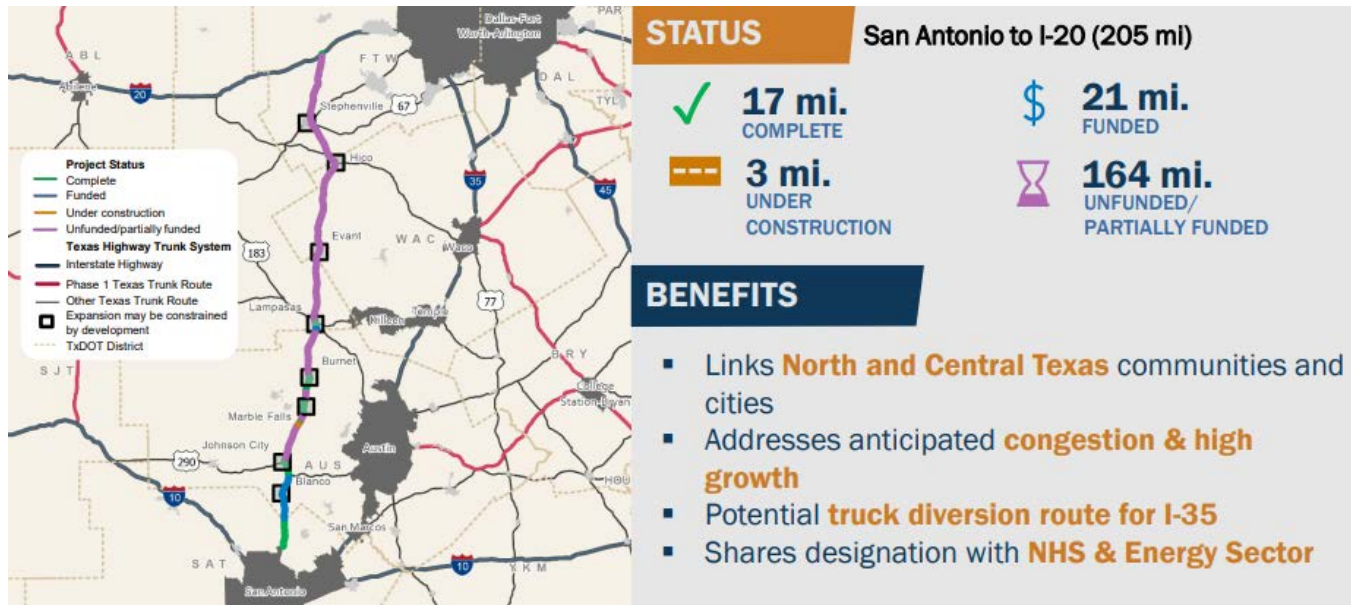 Dallas-Fort
Worth-Arlington
PAR
ABL
FTW
DAL
Abilene
20
TYL
Stephenville
67
Hico
35
45
Project Status
Complete
Funded
Under construction
Unfunded/partially funded
Texas Highway Trunk System
Interstate Highway
Phase 1 Texas Trunk Route
Other Texas Trunk Route
Expansion may be constrained
by development
TxDOT District
Evant
WAC
Waco
183
77
Lampasas
Killeen
Temple
SJT
Burnet
BRY
College
Station-Bryan
Marble Falls
Johnson City
Austin
290
AUS
Blanco
HOU
10
San Marcos
SAT
10
YKM
San Antonio
STATUS
San Antonio to I-20 (205 mi)
17 mi.
COMPLETE
$ 21 mi.
FUNDED
3 mi.
UNDER
CONSTRUCTION
164 mi.
UNFUNDED/
PARTIALLY FUNDED
BENEFITS
▪ Links North and Central Texas communities and
cities
▪ Addresses anticipated congestion & high
growth
▪ Potential truck diversion route for I-35
▪ Shares designation with NHS & Energy Sector